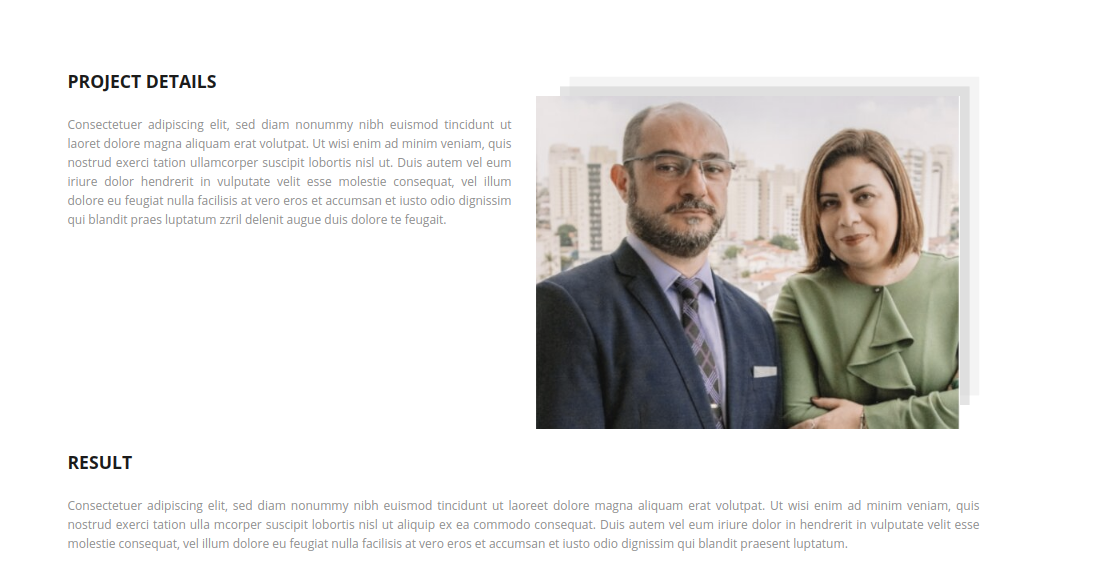 PROJECT DETAILS
Consectetuer adipiscing elit, sed diam nonummy nibh euismod tincidunt ut
laoret dolore magna aliquam erat volutpat. Ut wisi enim ad minim veniam, quis
nostrud exerci tation ullamcorper suscipit lobortis nisl ut. Duis autem vel eum
iriure dolor hendrerit in vulputate velit esse molestie consequat, vel illum
dolore eu feugiat nulla facilisis at vero eros et accumsan et iusto odio dignissim
qui blandit praes luptatum zzril delenit augue duis dolore te feugait.
RESULT
Consectetuer adipiscing elit, sed diam nonummy nibh euismod tincidunt ut laoreet dolore magna aliquam erat volutpat. Ut wisi enim ad minim veniam, quis
nostrud exerci tation ulla mcorper suscipit lobortis nisl ut aliquip ex ea commodo consequat. Duis autem vel eum iriure dolor in hendrerit in vulputate velit esse
molestie consequat, vel illum dolore eu feugiat nulla facilisis at vero eros et accumsan et iusto odio dignissim qui blandit praesent luptatum.